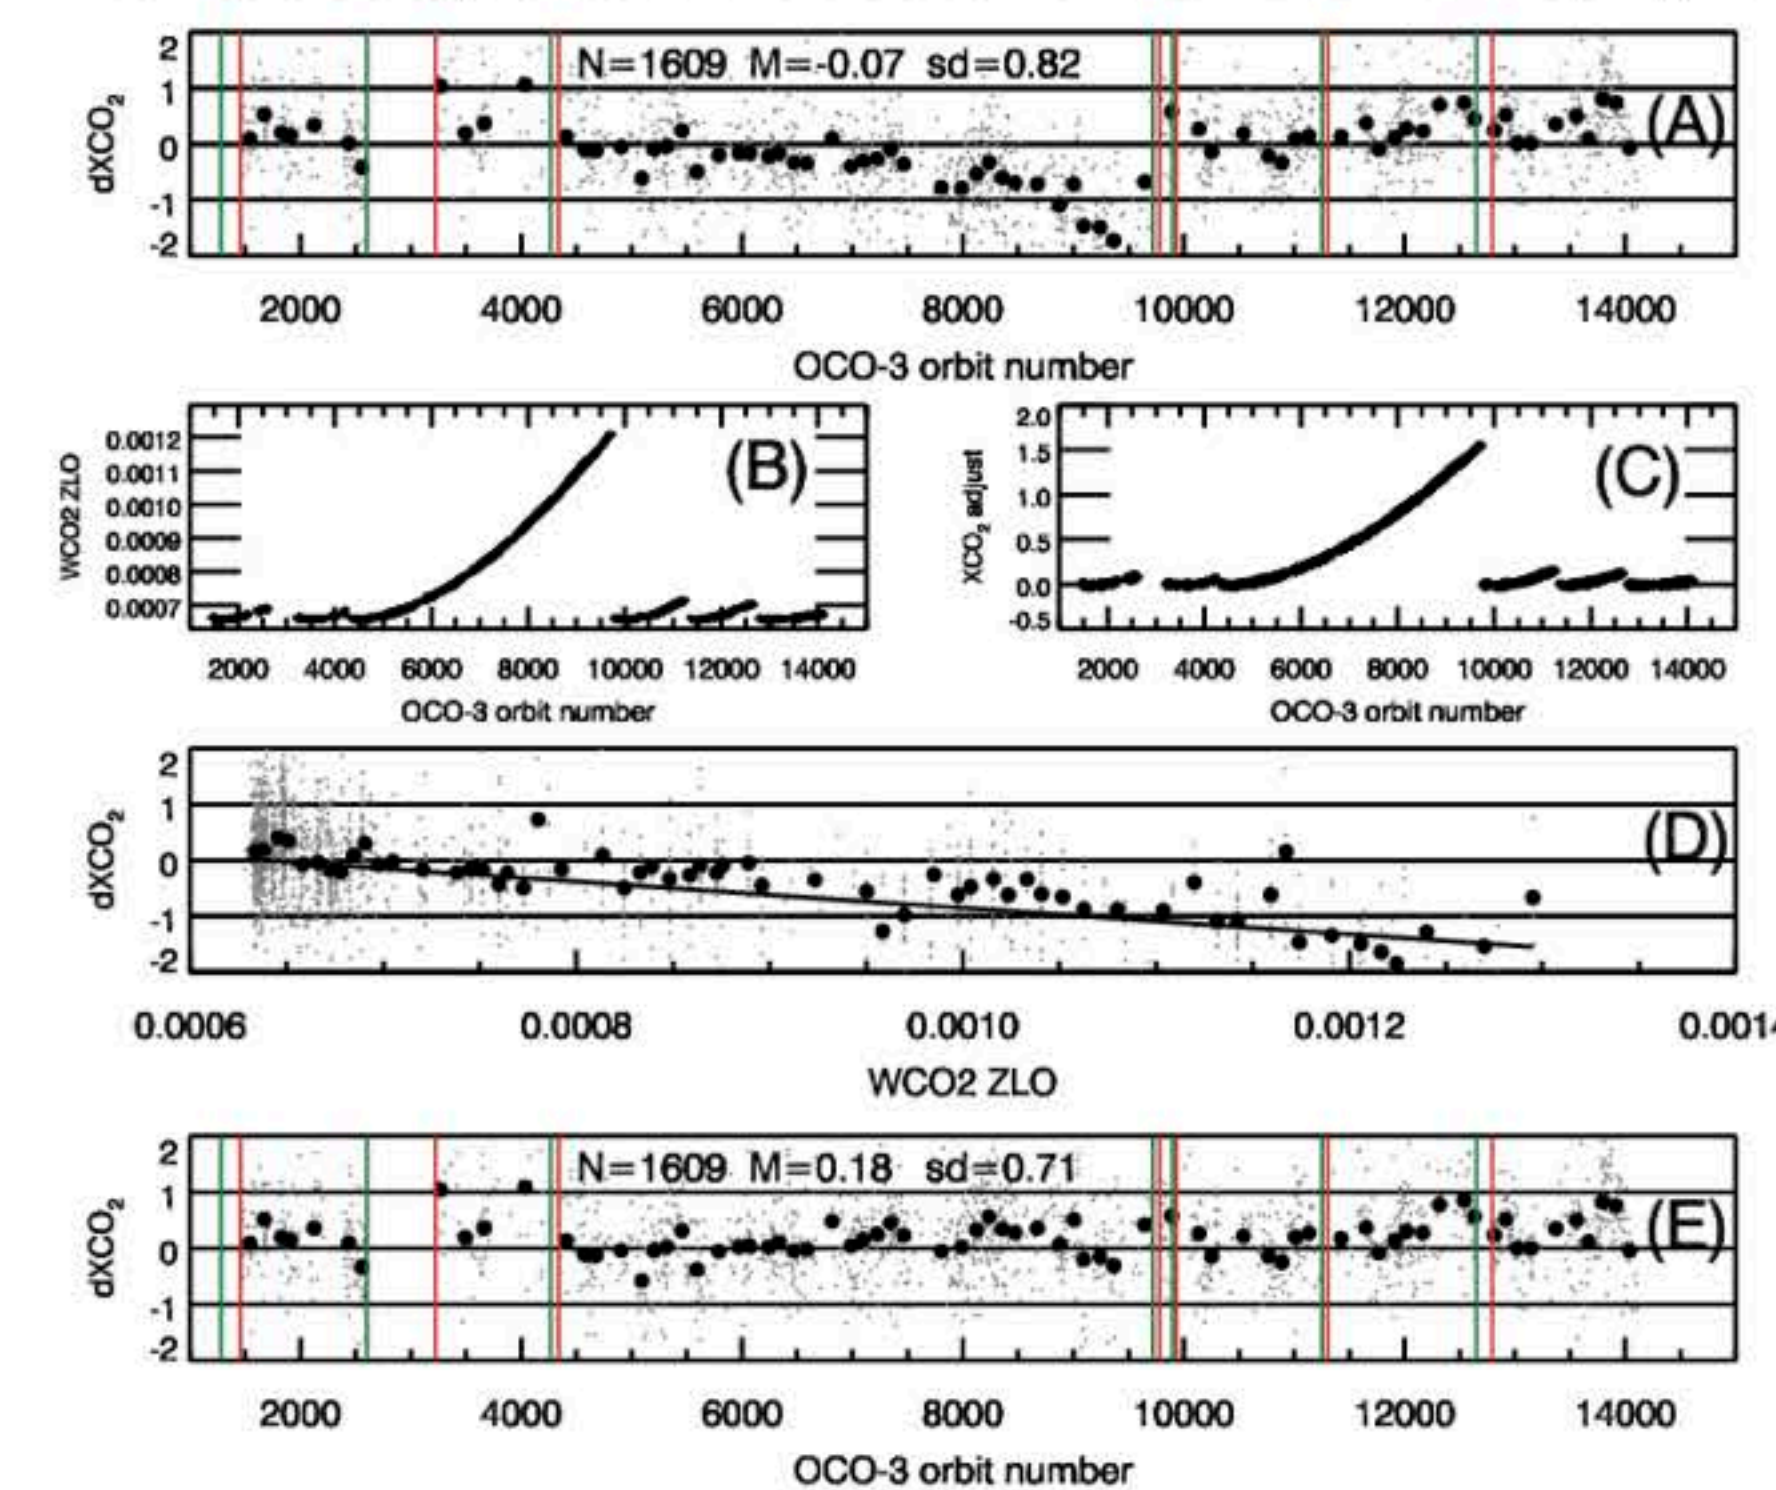 N=1609 M=-0.07 sd=0.82
(A)
dXCO2
2
1
0
-1
-2
2000 4000 6000 8000 10000 12000 14000
OCO-3 orbit number
(B)
WCO2 ZLO
0.0012
0.0011
0.0010
0.0009
0.0008
0.0007
2000 4000 6000 8000 10000 12000 14000
OCO-3 orbit number
(C)
XCO2 adjust
2.0
1.5
1.0
0.5
0.0
-0.5
2000 4000 6000 8000 10000 12000 14000
OCO-3 orbit number
(D)
dXCO2
2
1
0
-1
-2
0.0006 0.0008 0.0010 0.0012 0.001
WCO2 ZLO
N=1609 M=0.18 sd=0.71
(E)
dXCO2
2
1
0
-1
-2
2000 4000 6000 8000 10000 12000 14000
OCO-3 orbit number